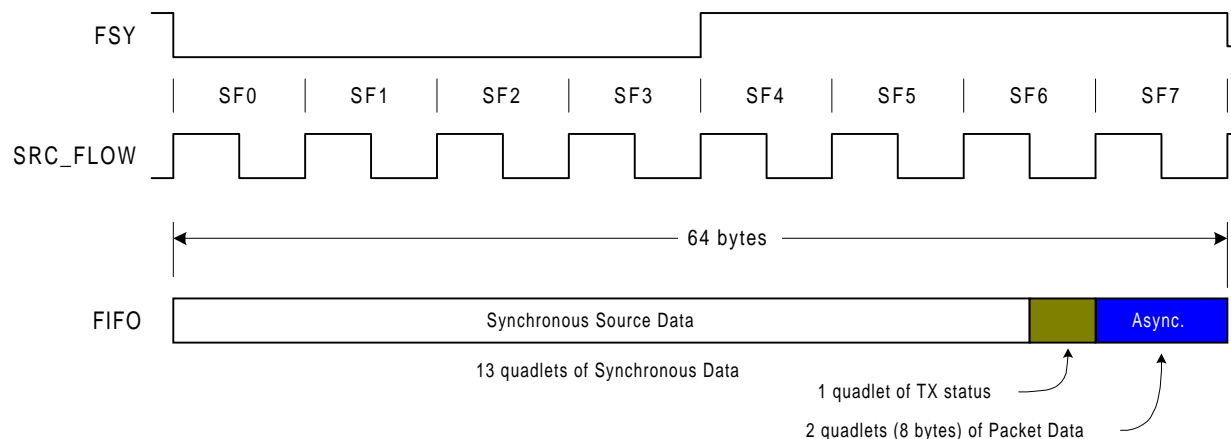 FSY
SF0 SF1 SF2 SF3 SF4 SF5 SF6 SF7
SRC_FLOW
64 bytes
FIFO
Synchronous Source Data
Async.
13 quadlets of Synchronous Data
1 quadlet of TX status
2 quadlets (8 bytes) of Packet Data